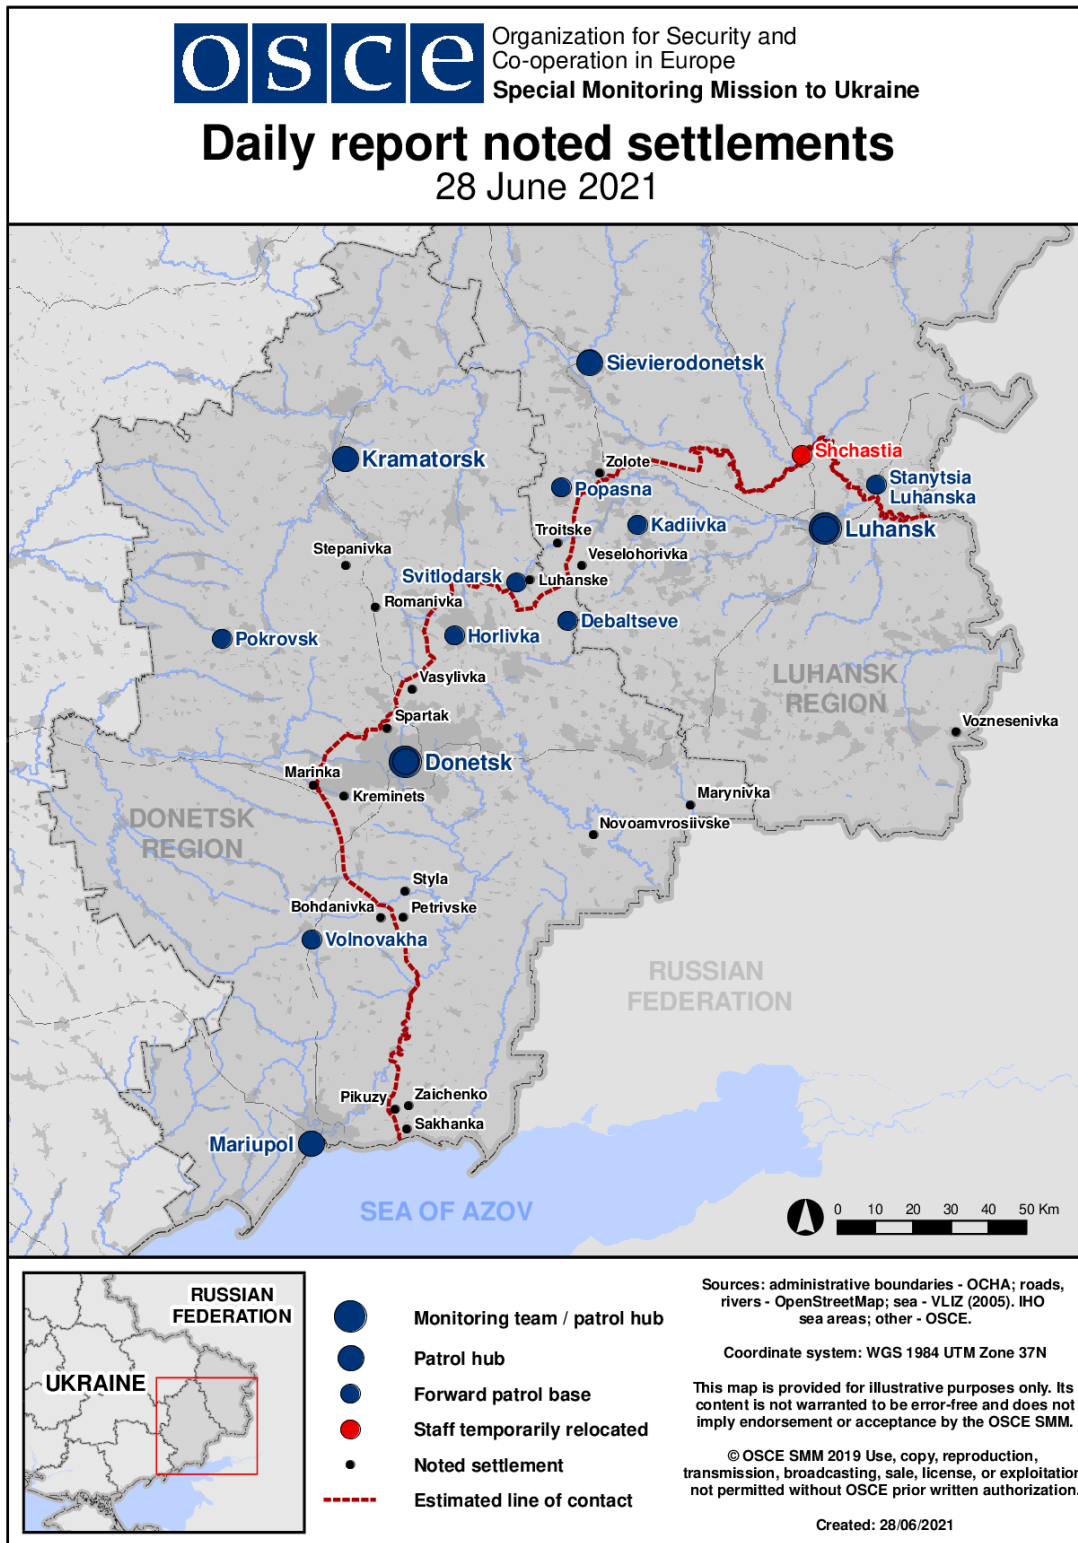 osce
Organization for Security and
Co-operation in Europe
Special Monitoring Mission to Ukraine
Daily report noted settlements
28 June 2021
Sievierodonetsk
Kramatorsk
Shchastia
Zolote
Stanytsia
Luhanska
Popasna
Kadiivka
Luhansk
Troitske
Stepanivka
Veselohorivka
Svitlodarsk
Luhanske
Romanivka
Debaltseve
Pokrovsk
Horlivka
LUHANSK
REGION
Vasylivka
Spartak
Voznesenivka
Donetsk
Marinka
Kreminets
Marynivka
DONETSK
REGION
Novoamvrosiivske
Styla
Bohdanivka
Petrivske
Volnovakha
RUSSIAN
FEDERATION
Pikuzy
Zaichenko
Sakhanka
Mariupol
SEA OF AZOV
0 10 20 30 40 50 Km
RUSSIAN
FEDERATION
UKRAINE
Monitoring team / patrol hub
Patrol hub
Forward patrol base
Staff temporarily relocated
Noted settlement
Estimated line of contact
Sources: administrative boundaries - OCHA; roads,
rivers - OpenStreetMap; sea - VLIZ (2005). IHO
sea areas; other - OSCE.
Coordinate system: WGS 1984 UTM Zone 37N
This map is provided for illustrative purposes only. Its
content is not warranted to be error-free and does not
imply endorsement or acceptance by the OSCE SMM.
© OSCE SMM 2019 Use, copy, reproduction,
transmission, broadcasting, sale, license, or exploitation
not permitted without OSCE prior written authorization.
Created: 28/06/2021